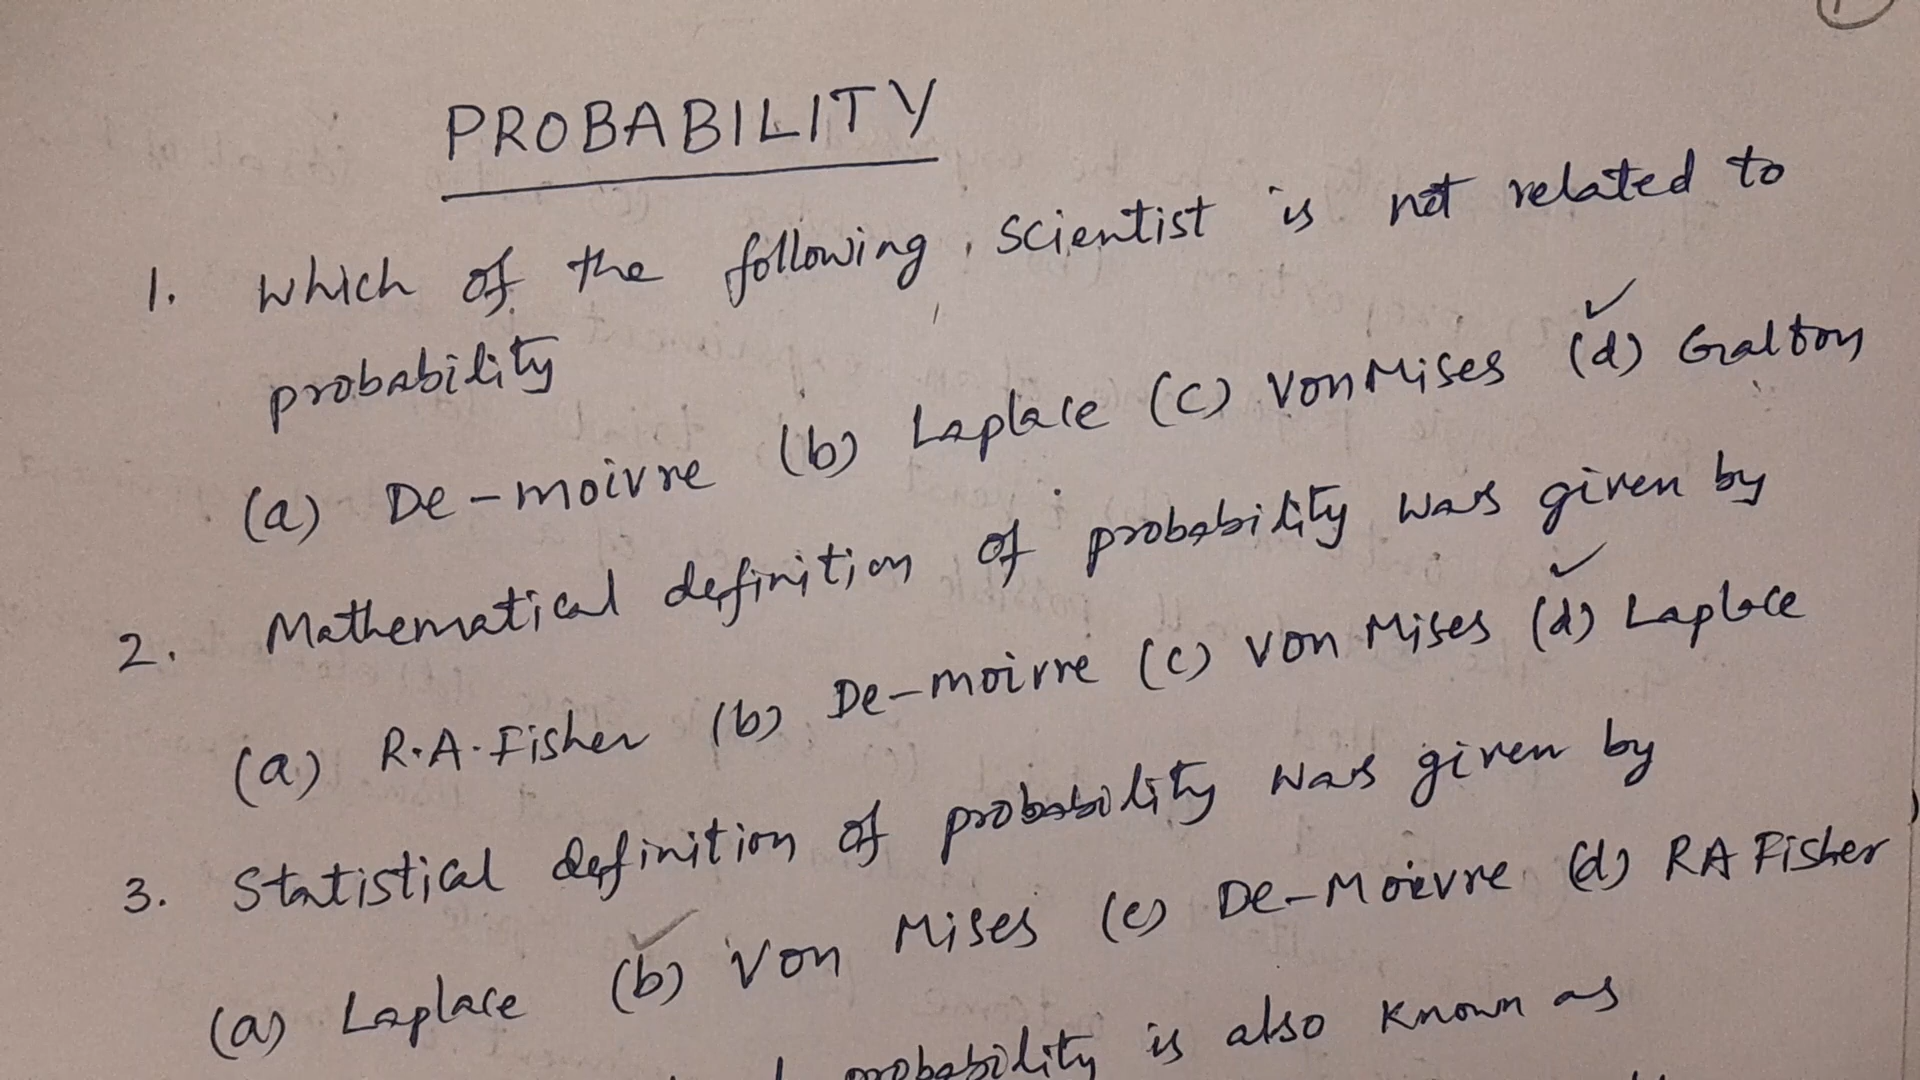 PROBABILITY
1. Which of the following, Scientist is not related to
probability
(a) De-moivre (b) Laplace (c) Von Mises (d) Galton
2. Mathematical definition of probability was given by
(a) R.A. Fisher (b) De-moivre (c) Von Mises (d) Laplace
3. Statistical definition of probability was given by
(a) Laplace (b) Von Mises (c) De-Moivre (d) RA Fisher
probability is also known as